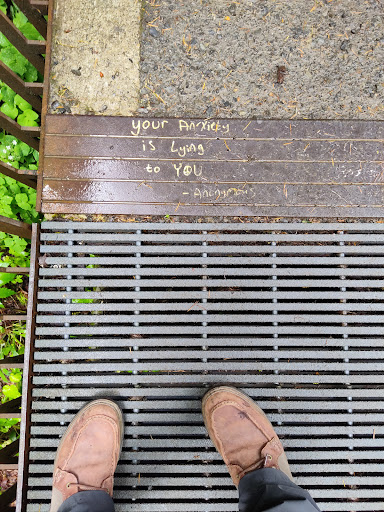 your Anxiety
is Lying
to YOU
- Anonymous